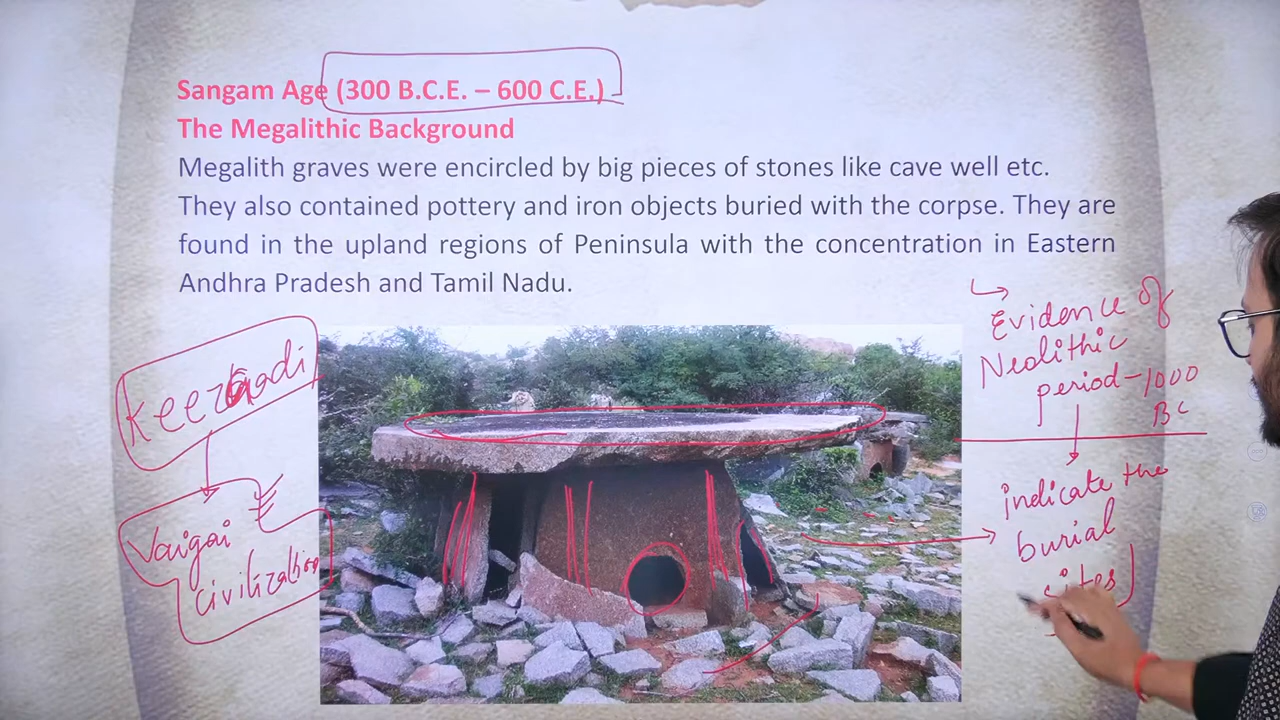 Sangam Age (300 B.C.E. – 600 C.E.)
The Megalithic Background
Megalith graves were encircled by big pieces of stones like cave well etc.
They also contained pottery and iron objects buried with the corpse. They are
found in the upland regions of Peninsula with the concentration in Eastern
Andhra Pradesh and Tamil Nadu.
Evidence of
Neolithic
period - 1000
BC
indicate the
burial
sites
Vaigai
civilization